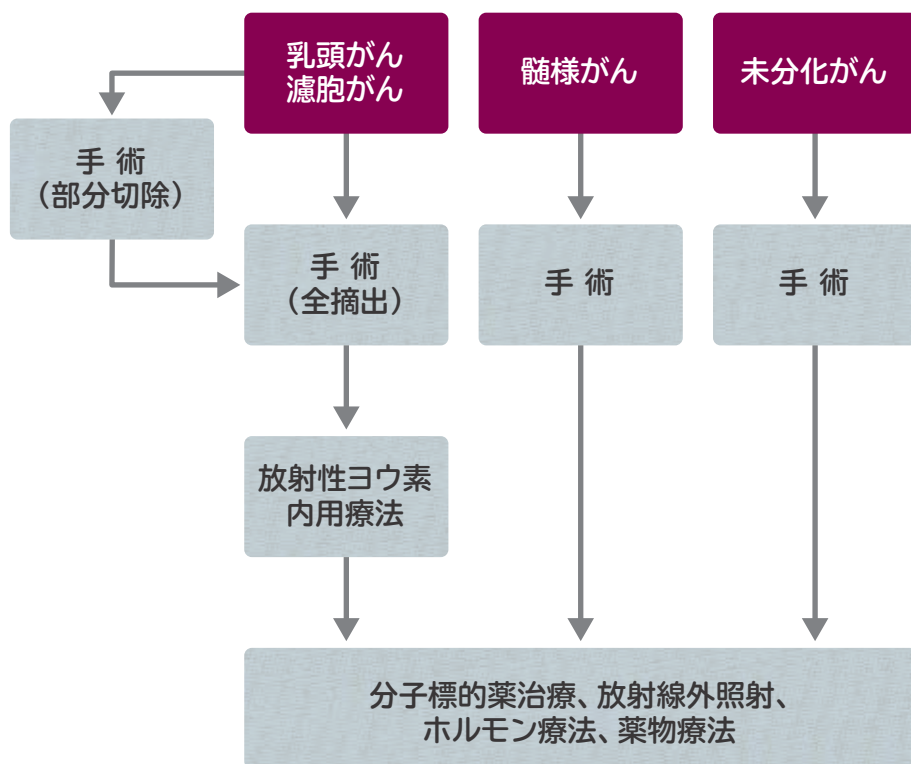 乳頭がん
濾胞がん
髄様がん
未分化がん
手 術
（部分切除）
手 術
（全摘出）
手 術
手 術
放射性ヨウ素
内用療法
分子標的薬治療、放射線外照射、
ホルモン療法、薬物療法